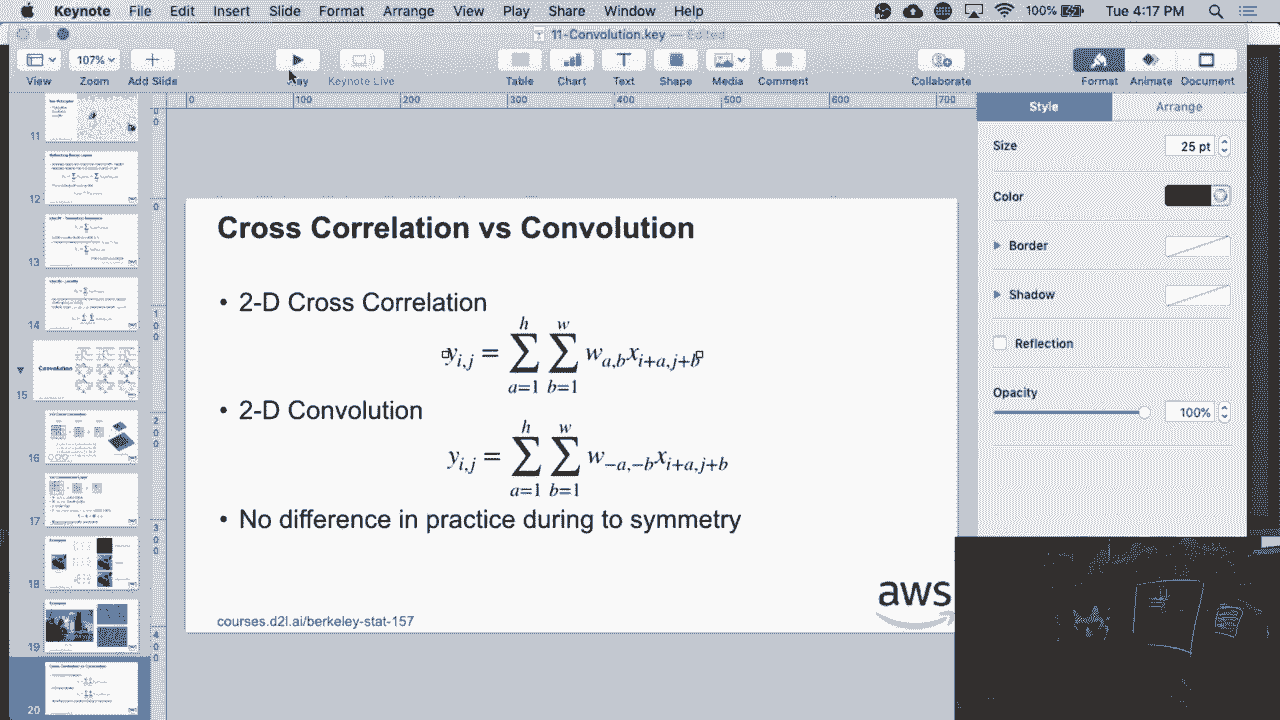 Keynote File Edit Insert Slide Format Arrange View Play Share Window Help 100% Tue 4:17 PM
11-Convolution.key — Edited
107%
View Zoom Add Slide Play Keynote Live Table Chart Text Shape Media Comment Collaborate Format Animate Document
0 100 200 300 400 500 600 700
Style Arrange
Size 25 pt
Color
Border
Shadow
Reflection
Opacity
100%
11
12
13
14
Convolution
15
16
17
18
19
20
Cross Correlation vs Convolution
• 2-D Cross Correlation
y_{i,j} = \sum_{a=1}^{h} \sum_{b=1}^{w} w_{a,b} x_{i+a,j+b}
• 2-D Convolution
y_{i,j} = \sum_{a=1}^{h} \sum_{b=1}^{w} w_{-a,-b} x_{i+a,j+b}
• No difference in practice during to symmetry
aws
courses.d2l.ai/berkeley-stat-157